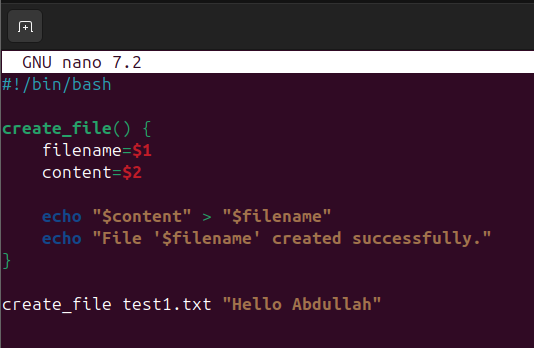 GNU nano 7.2
#!/bin/bash
create_file() {
    filename=$1
    content=$2
    echo "$content" > "$filename"
    echo "File '$filename' created successfully."
}
create_file test1.txt "Hello Abdullah"